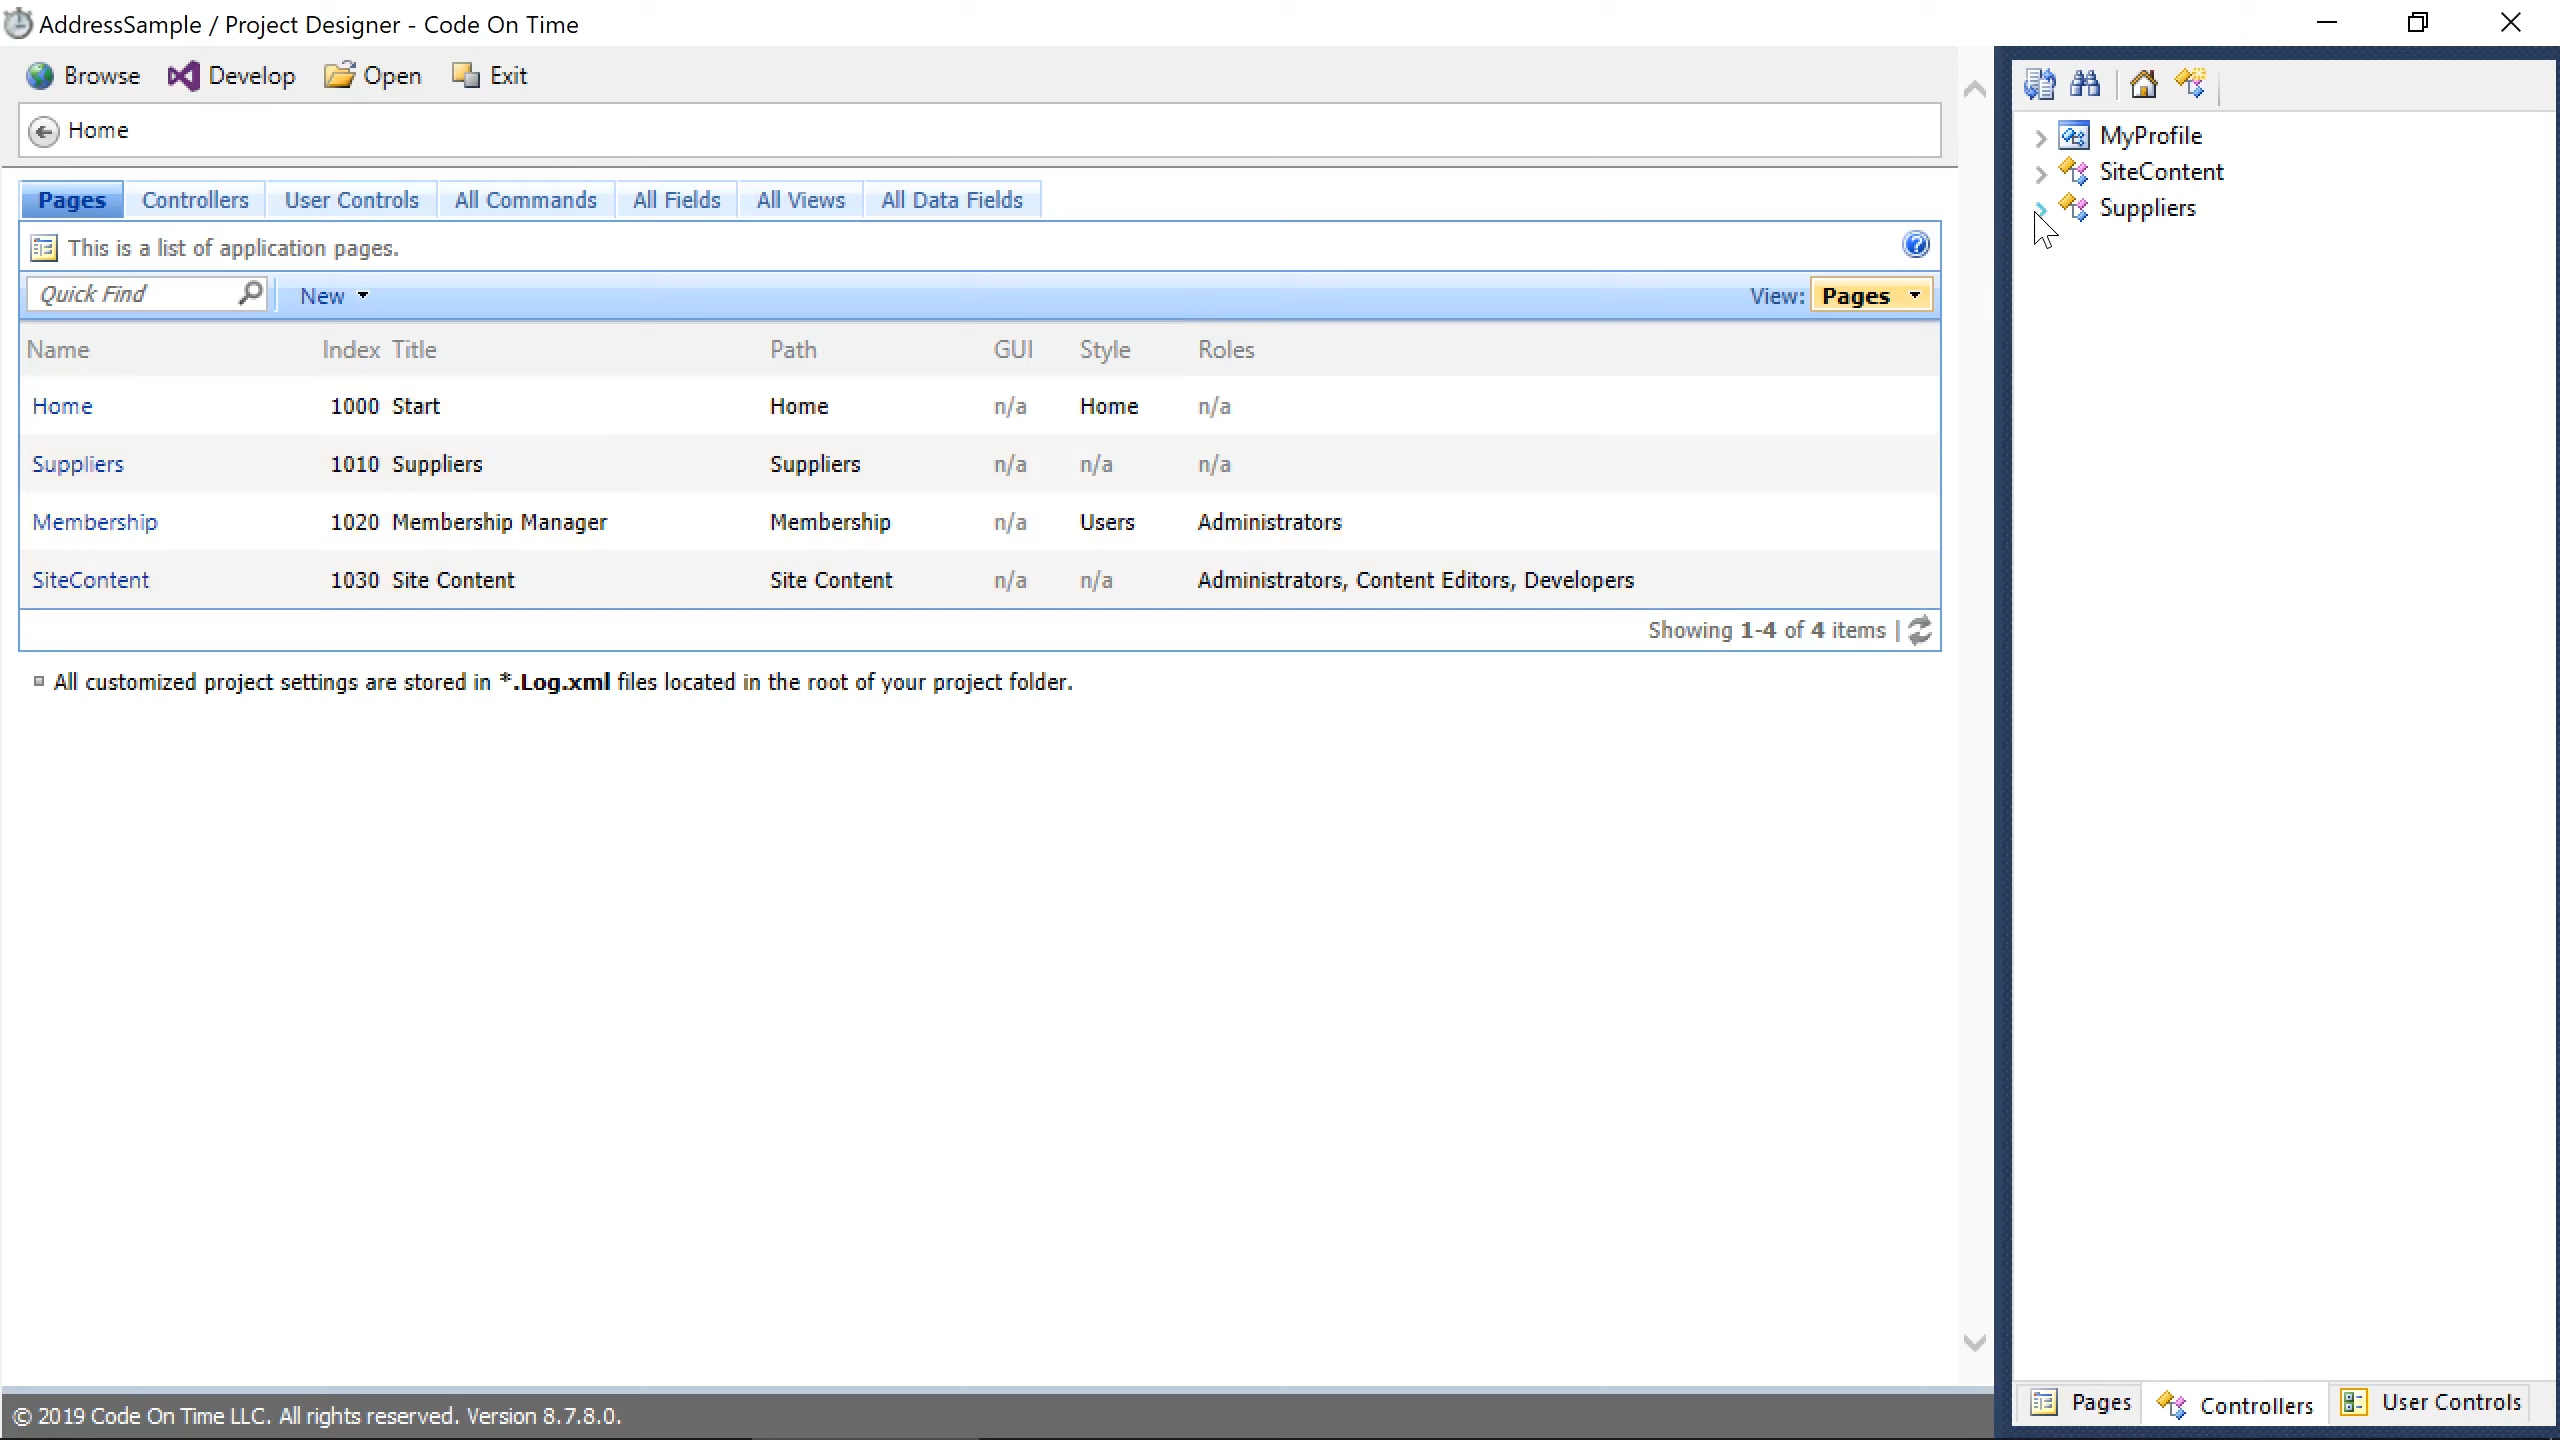 AddressSample / Project Designer - Code On Time
Browse Develop Open Exit
Home
Pages Controllers User Controls All Commands All Fields All Views All Data Fields
This is a list of application pages.
Quick Find New View: Pages
Name Index Title Path GUI Style Roles
Home 1000 Start Home n/a Home n/a
Suppliers 1010 Suppliers Suppliers n/a n/a n/a
Membership 1020 Membership Manager Membership n/a Users Administrators
SiteContent 1030 Site Content Site Content n/a n/a Administrators, Content Editors, Developers
Showing 1-4 of 4 items |
All customized project settings are stored in *.Log.xml files located in the root of your project folder.
© 2019 Code On Time LLC. All rights reserved. Version 8.7.8.0.
MyProfile
SiteContent
Suppliers
Pages Controllers User Controls